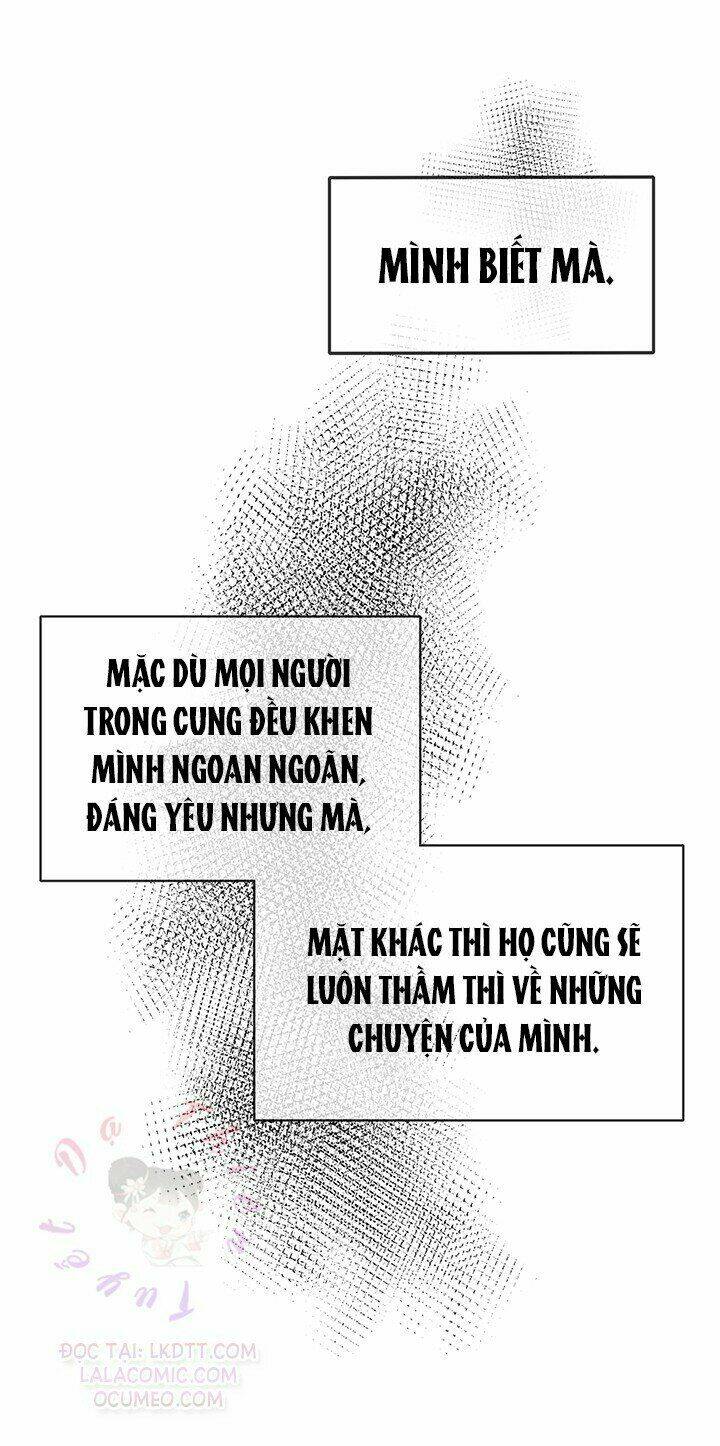 MÌNH BIẾT MÀ.
MẶC DÙ MỌI NGƯỜI
TRONG CUNG ĐỀU KHEN
MÌNH NGOAN NGOÃN,
ĐÁNG YÊU NHƯNG MÀ,
MẶT KHÁC THÌ HỌ CŨNG SẼ
LUÔN THẦM THÌ VỀ NHỮNG
CHUYỆN CỦA MÌNH.
Tuyệt Dạ
ĐỌC TẠI: LKDTT.COM
LALACOMIC.COM
OCUMEO.COM